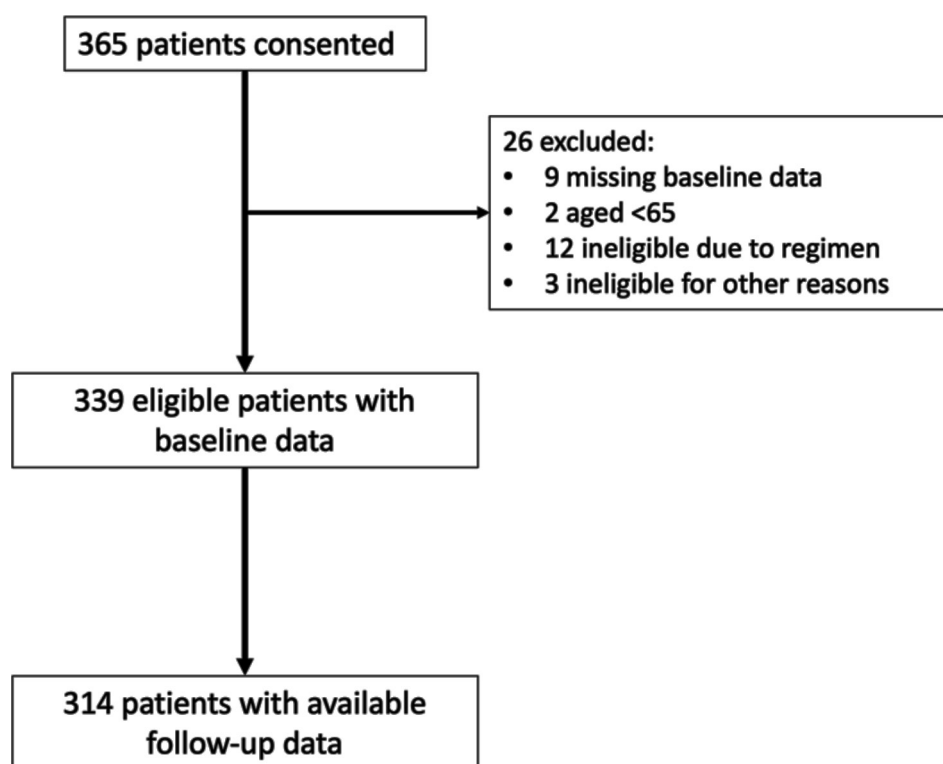 365 patients consented
26 excluded:
• 9 missing baseline data
• 2 aged <65
• 12 ineligible due to regimen
• 3 ineligible for other reasons
339 eligible patients with
baseline data
314 patients with available
follow-up data